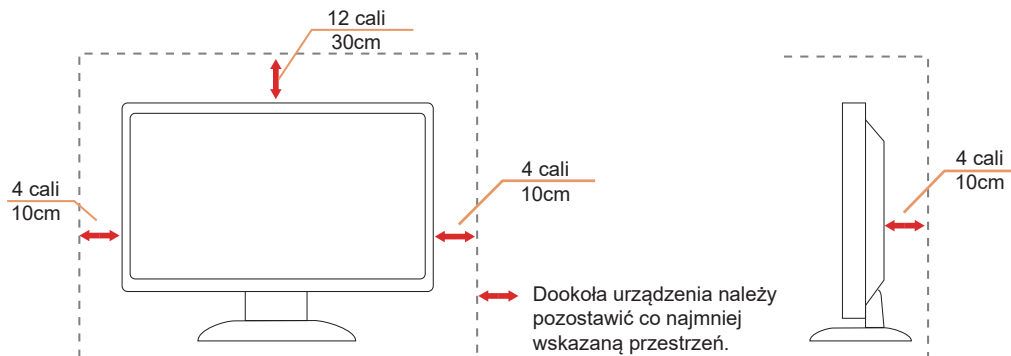 12 cali
30cm
4 cali
10cm
4 cali
10cm
4 cali
10cm
Dookoła urządzenia należy
pozostawić co najmniej
wskazaną przestrzeń.